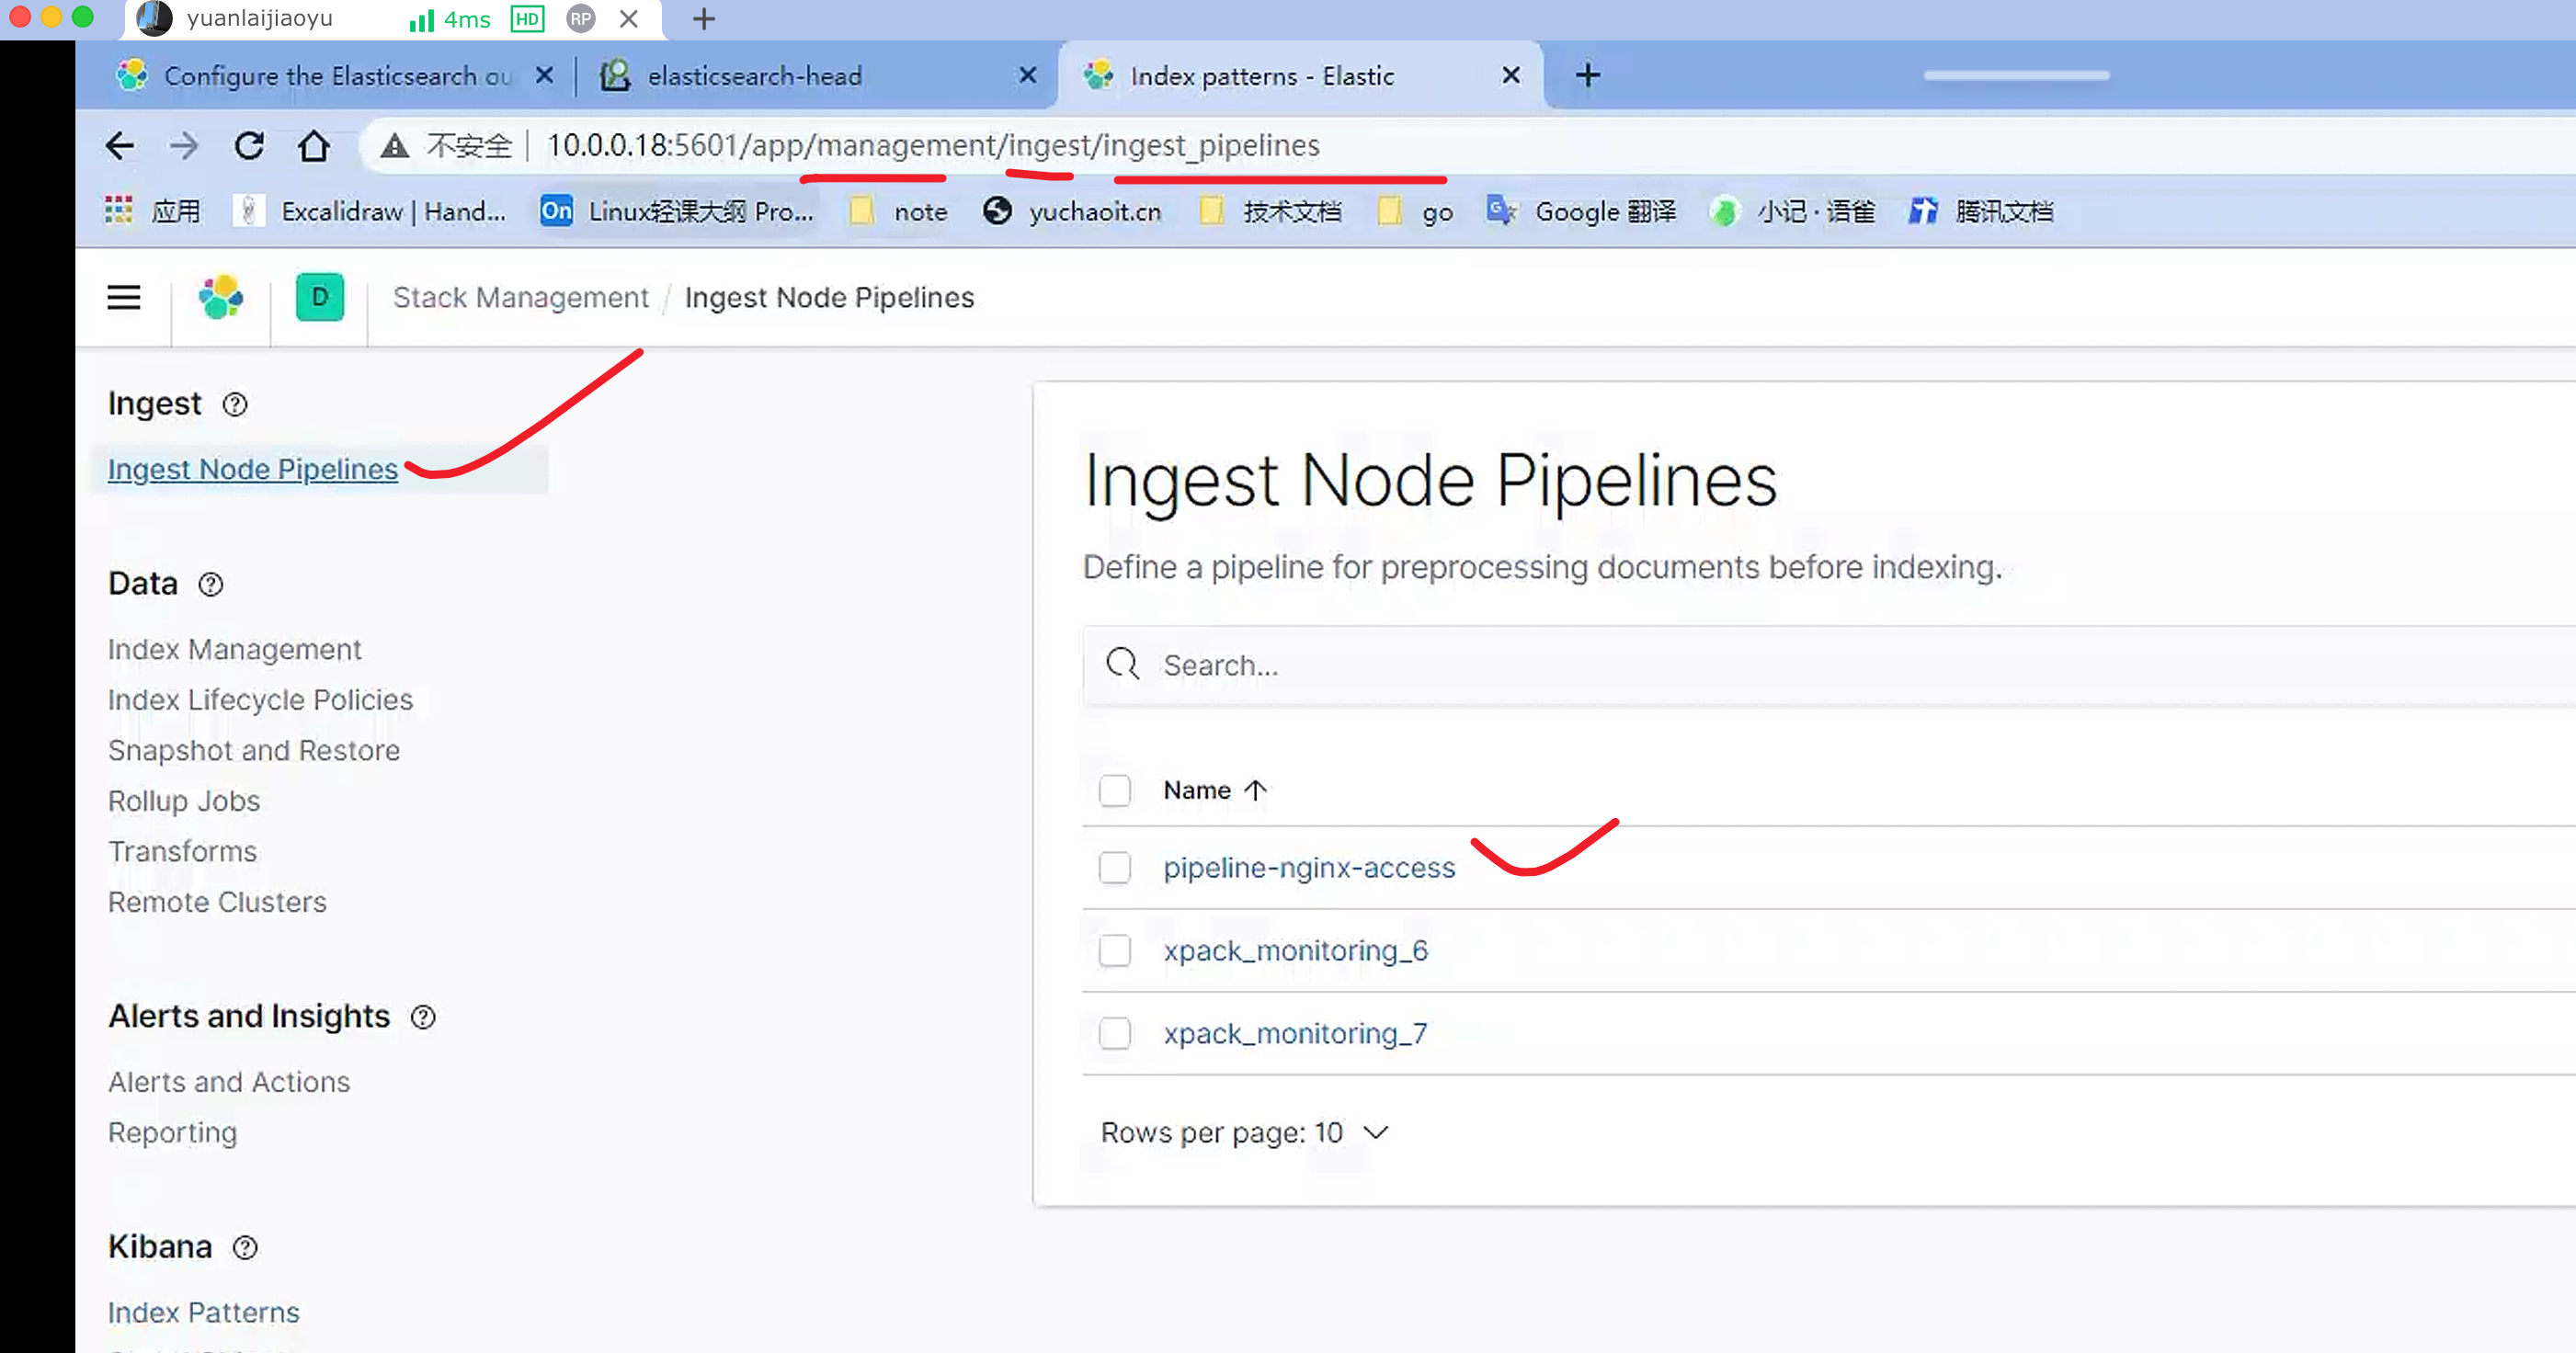 yuanlaijiaoyu 4ms HD RP
Configure the Elasticsearch ou elasticsearch-head Index patterns - Elastic
不安全 10.0.0.18:5601/app/management/ingest/ingest_pipelines
应用 Excalidraw | Hand... On Linux轻课大纲 Pro... note yuchaoit.cn 技术文档 go Google 翻译 小记 · 语雀 腾讯文档
D Stack Management / Ingest Node Pipelines
Ingest
Ingest Node Pipelines
Data
Index Management
Index Lifecycle Policies
Snapshot and Restore
Rollup Jobs
Transforms
Remote Clusters
Alerts and Insights
Alerts and Actions
Reporting
Kibana
Index Patterns
Ingest Node Pipelines
Define a pipeline for preprocessing documents before indexing.
Search...
Name
pipeline-nginx-access
xpack_monitoring_6
xpack_monitoring_7
Rows per page: 10